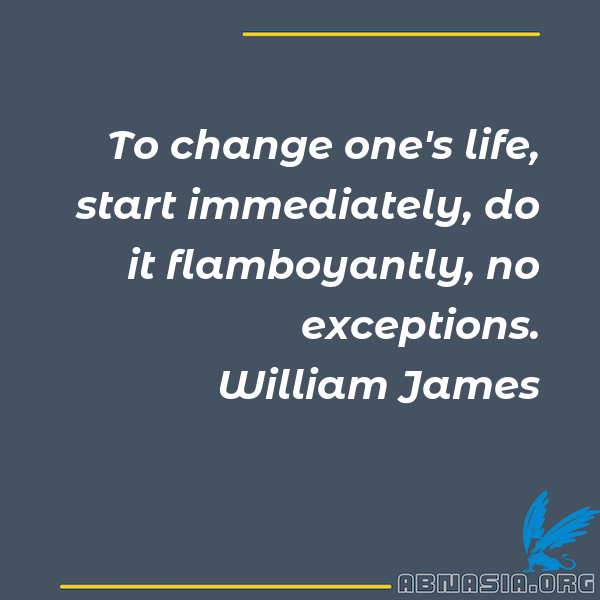 To change one's life,
start immediately, do
it flamboyantly, no
exceptions.
William James
ABNASIA.ORG